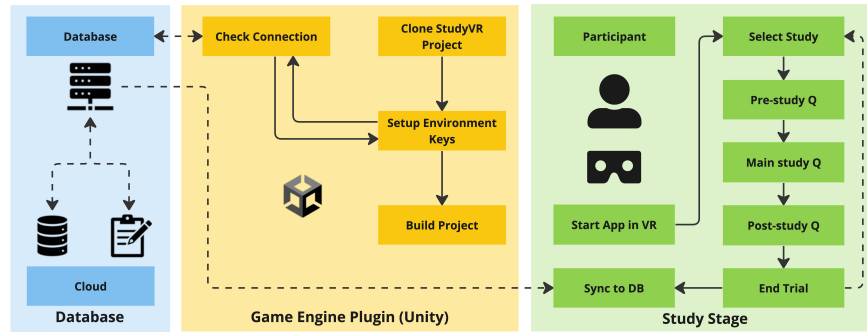 Database
Cloud
Database
Check Connection
Clone StudyVR
Project
Setup Environment
Keys
Build Project
Game Engine Plugin (Unity)
Participant
Start App in VR
Sync to DB
Select Study
Pre-study Q
Main study Q
Post-study Q
End Trial
Study Stage